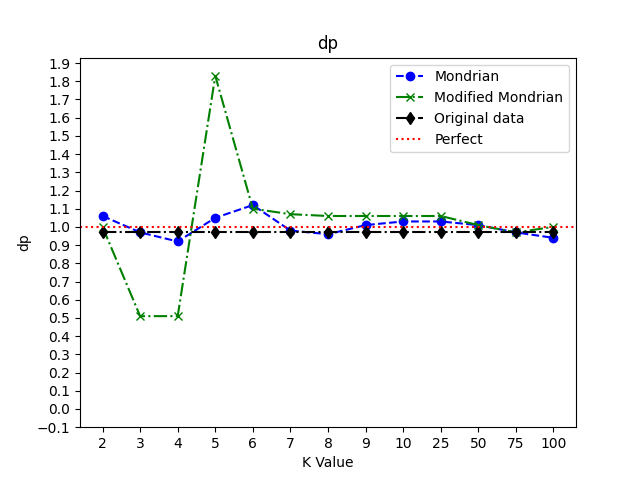 dp
1.9
1.8
1.7
1.6
1.5
1.4
1.3
1.2
1.1
1.0
0.9
0.8
0.7
0.6
0.5
0.4
0.3
0.2
0.1
0.0
−0.1
dp
Mondrian
Modified Mondrian
Original data
Perfect
2 3 4 5 6 7 8 9 10 25 50 75 100
K Value